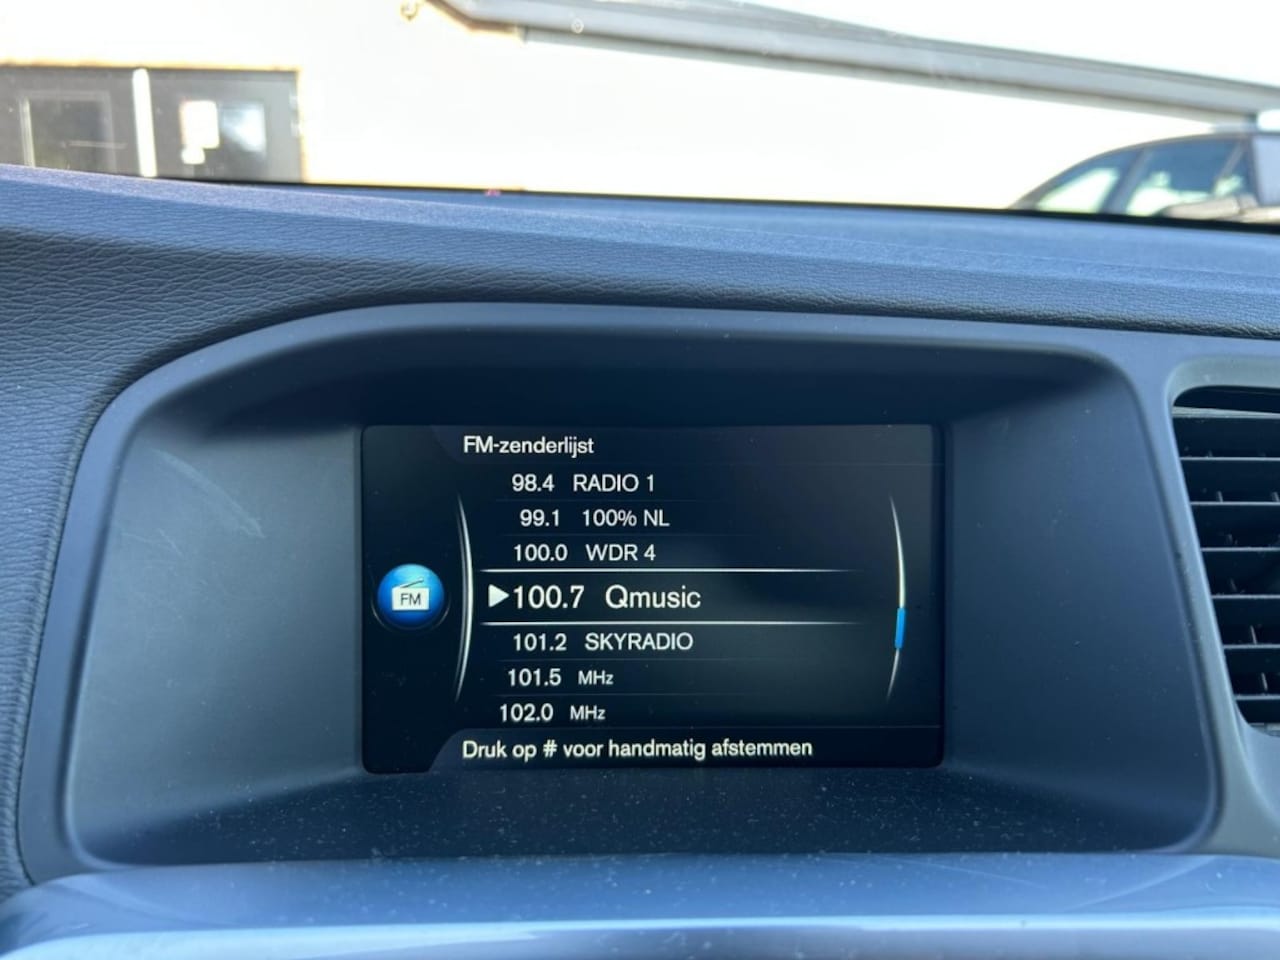 FM-zenderlijst
98.4 RADIO 1
99.1 100% NL
100.0 WDR 4
FM
100.7 Qmusic
101.2 SKYRADIO
101.5 MHz
102.0 MHz
Druk op # voor handmatig afstemmen